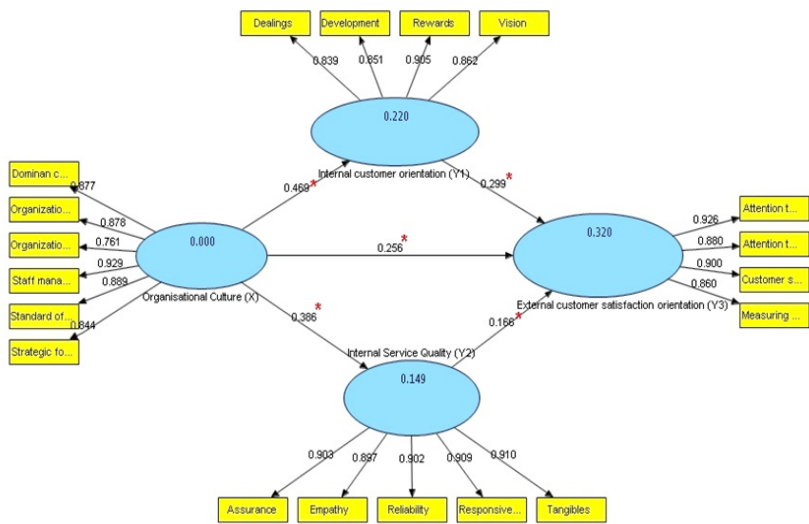 Dealings Development Rewards Vision
0.839 0.851 0.905 0.862
0.220
Internal customer orientation (Y1)
0.469* 0.299*
Dominan c...
0.877
Organizatio...
0.878
Organizatio...
0.761
Staff mana...
0.929
Standard of...
0.889
Strategic fo...
0.844
0.000
Organisational Culture (X)
0.256*
0.320
External customer satisfaction orientation (Y3)
0.926 Attention t...
0.880 Attention t...
0.900 Customer s...
0.860 Measuring ...
0.386* 0.166*
Internal Service Quality (Y2)
0.149
0.903 0.897 0.902 0.909 0.910
Assurance Empathy Reliability Responsive... Tangibles